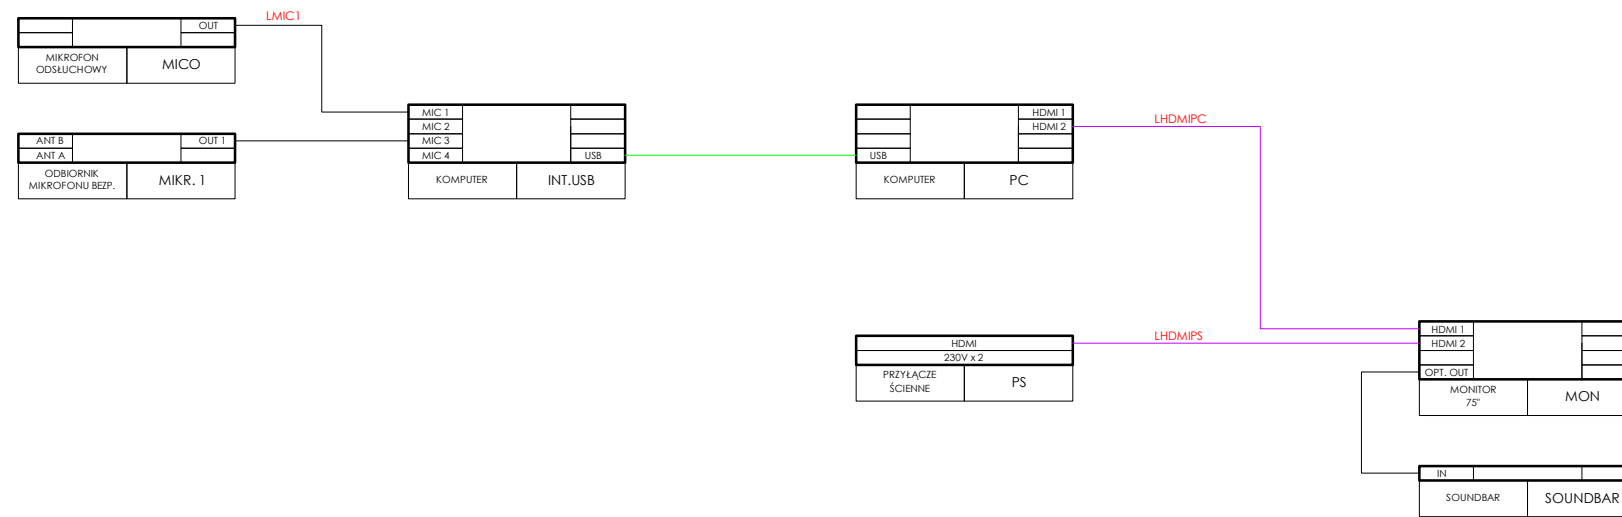 LMIC1
OUT
MIKROFON
ODSŁUCHOWY
MICO
ANT B
OUT 1
ANT A
ODBIORNIK
MIKROFONU BEZP.
MIKR. 1
MIC 1
MIC 2
MIC 3
MIC 4
USB
KOMPUTER
INT.USB
HDMI 1
HDMI 2
USB
KOMPUTER
PC
LHDMIPC
HDMI
230V x 2
PRZYŁĄCZE
ŚCIENNE
PS
LHDMIPS
HDMI 1
HDMI 2
OPT. OUT
MONITOR
75"
MON
IN
SOUNDBAR
SOUNDBAR